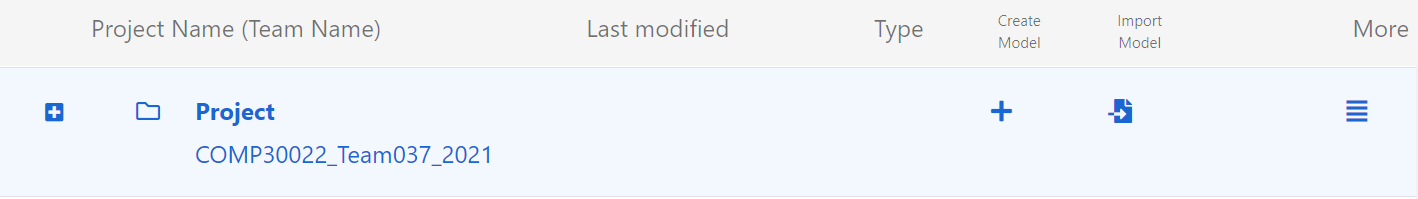 Project Name (Team Name) Last modified Type Create Model Import Model More
Project
COMP30022_Team037_2021